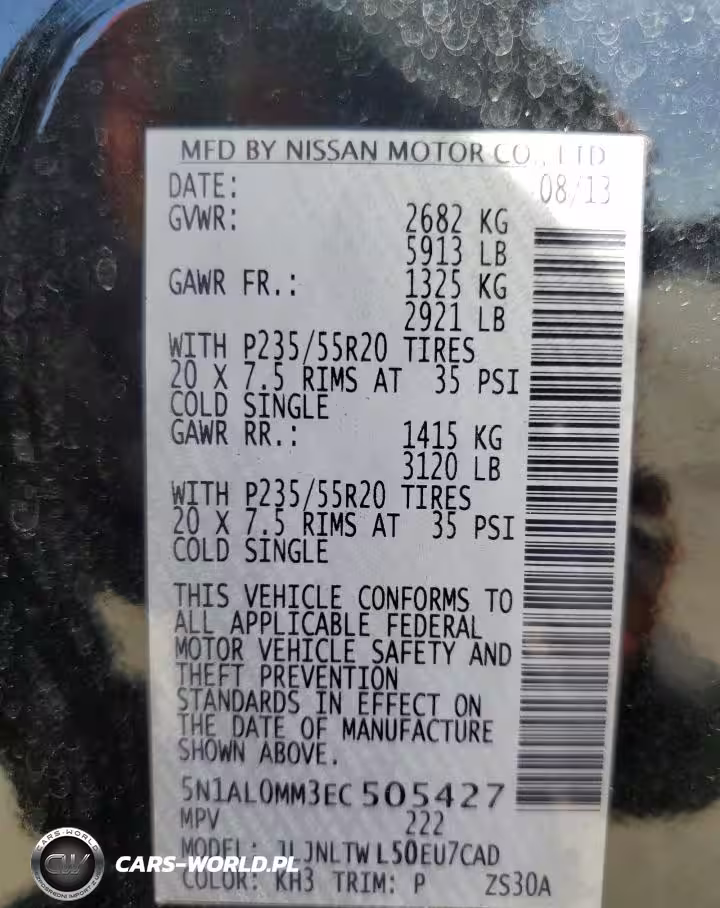 MFD BY NISSAN MOTOR CO., LTD
DATE: 08/13
GVWR: 2682 KG
5913 LB
GAWR FR.: 1325 KG
2921 LB
WITH P235/55R20 TIRES
20 X 7.5 RIMS AT 35 PSI
COLD SINGLE
GAWR RR.: 1415 KG
3120 LB
WITH P235/55R20 TIRES
20 X 7.5 RIMS AT 35 PSI
COLD SINGLE
THIS VEHICLE CONFORMS TO
ALL APPLICABLE FEDERAL
MOTOR VEHICLE SAFETY AND
THEFT PREVENTION
STANDARDS IN EFFECT ON
THE DATE OF MANUFACTURE
SHOWN ABOVE.
5N1AL0MM3EC505427
MPV 222
MODEL: JLJNLTWL50EU7CAD
COLOR: KH3 TRIM: P ZS30A
CARS-WORLD
CW
CARS-WORLD.PL